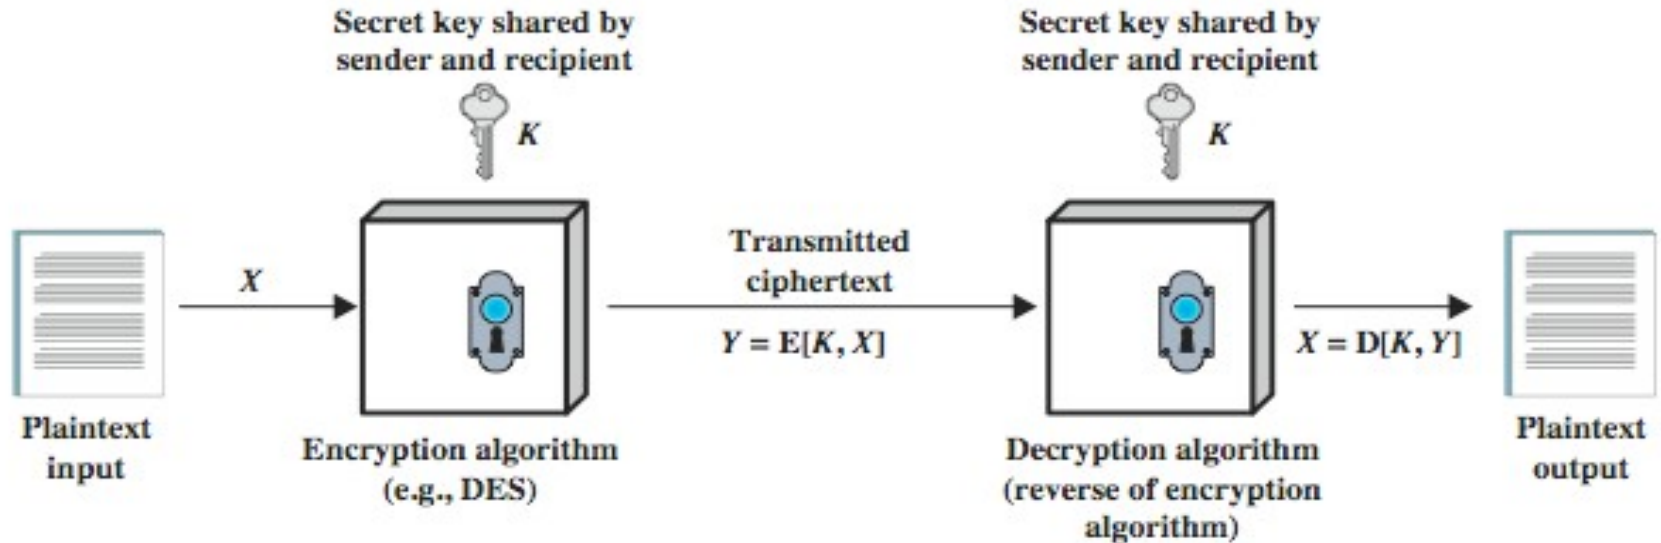 Secret key shared by
sender and recipient
K
Secret key shared by
sender and recipient
K
X
Transmitted
ciphertext
Y = E[K, X]
X = D[K, Y]
Plaintext
input
Encryption algorithm
(e.g., DES)
Decryption algorithm
(reverse of encryption
algorithm)
Plaintext
output